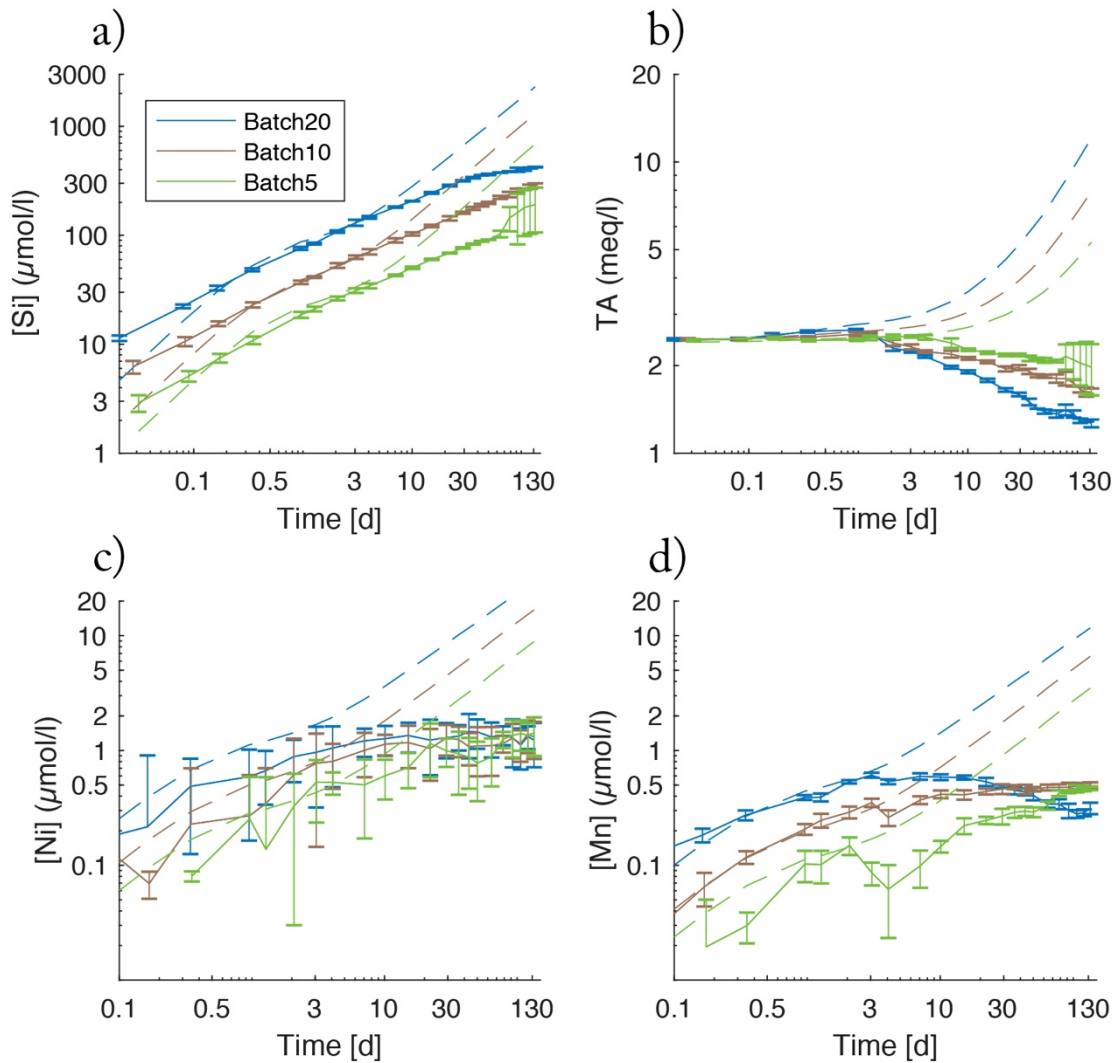 a)
3000
1000
300
100
30
10
3
1
[Si] (µmol/l)
Batch20
Batch10
Batch5
0.1 0.5 3 10 30 130
Time [d]
b)
20
10
5
2
1
TA (meq/l)
0.1 0.5 3 10 30 130
Time [d]
c)
20
10
5
2
1
0.5
0.1
[Ni] (µmol/l)
0.1 0.5 3 10 30 130
Time [d]
d)
20
10
5
2
1
0.5
0.1
[Mn] (µmol/l)
0.1 0.5 3 10 30 130
Time [d]